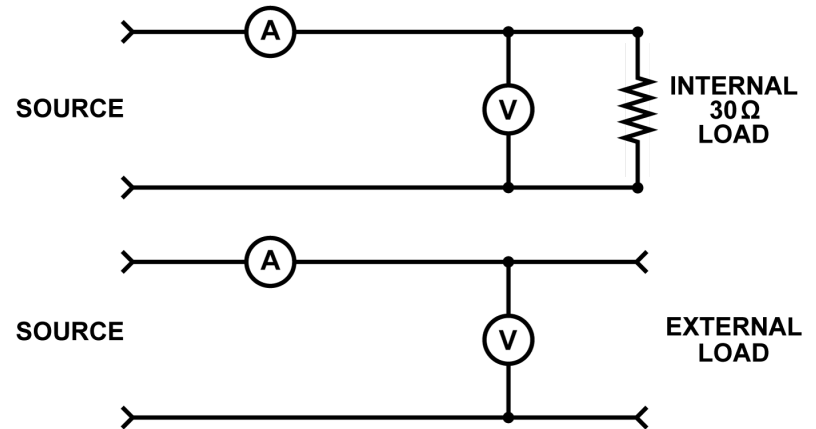 A
SOURCE
V
INTERNAL
30 Ω
LOAD
A
SOURCE
V
EXTERNAL
LOAD